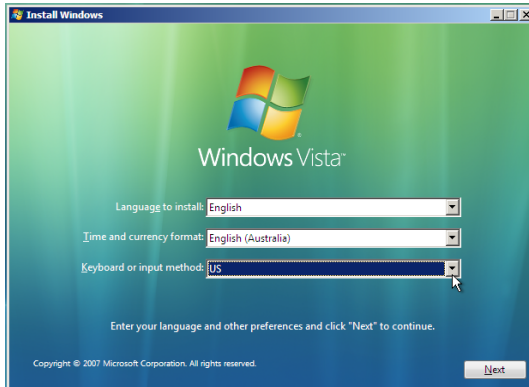 Install Windows
Windows Vista™
Language to install: English
Time and currency format: English (Australia)
Keyboard or input method: US
Enter your language and other preferences and click "Next" to continue.
Copyright © 2007 Microsoft Corporation. All rights reserved.
Next